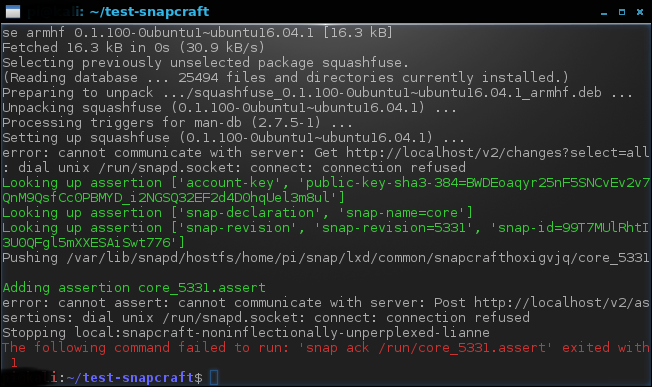 : ~/test-snapcraft
se armhf 0.1.100-0ubuntu1~ubuntu16.04.1 [16.3 kB]
Fetched 16.3 kB in 0s (30.9 kB/s)
Selecting previously unselected package squashfuse.
(Reading database ... 25494 files and directories currently installed.)
Preparing to unpack .../squashfuse_0.1.100-0ubuntu1~ubuntu16.04.1_armhf.deb ...
Unpacking squashfuse (0.1.100-0ubuntu1~ubuntu16.04.1) ...
Processing triggers for man-db (2.7.5-1) ...
Setting up squashfuse (0.1.100-0ubuntu1~ubuntu16.04.1) ...
error: cannot communicate with server: Get http://localhost/v2/changes?select=all
: dial unix /run/snapd.socket: connect: connection refused
Looking up assertion ['account-key', 'public-key-sha3-384=BWDEoaqyr25nF5SNCvEv2v7
QnM9QsfCc0PBMYD_i2NGSQ32EF2d4D0hqUel3m8ul']
Looking up assertion ['snap-declaration', 'snap-name=core']
Looking up assertion ['snap-revision', 'snap-revision=5331', 'snap-id=99T7MUlRhtI
3U0QFgl5mXXESAiSwt776']
Pushing /var/lib/snapd/hostfs/home/pi/snap/lxd/common/snapcrafthoxigvjq/core_5331
Adding assertion core_5331.assert
error: cannot assert: cannot communicate with server: Post http://localhost/v2/as
sertions: dial unix /run/snapd.socket: connect: connection refused
Stopping local:snapcraft-noninflectionally-unperplexed-lianne
The following command failed to run: 'snap ack /run/core_5331.assert' exited with
1
i:~/test-snapcraft$